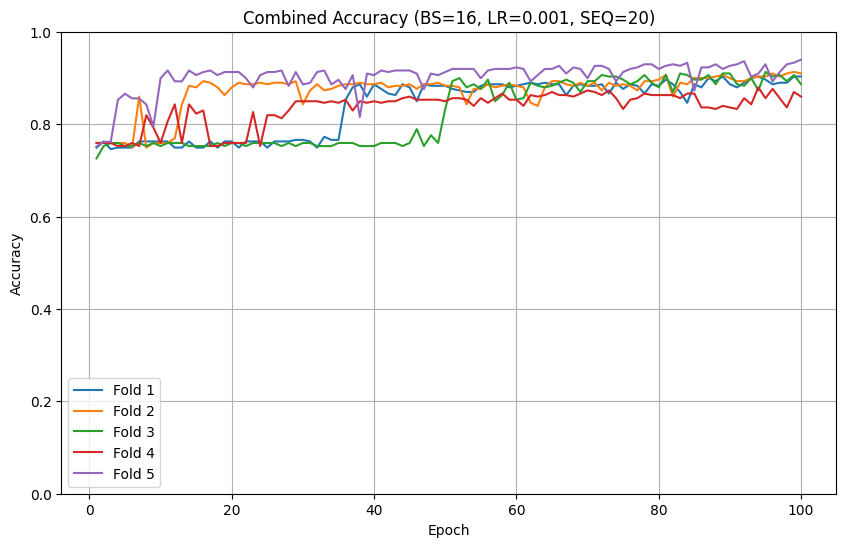 Combined Accuracy (BS=16, LR=0.001, SEQ=20)
1.0
0.8
0.6
0.4
0.2
0.0
Accuracy
Fold 1
Fold 2
Fold 3
Fold 4
Fold 5
0 20 40 60 80 100
Epoch